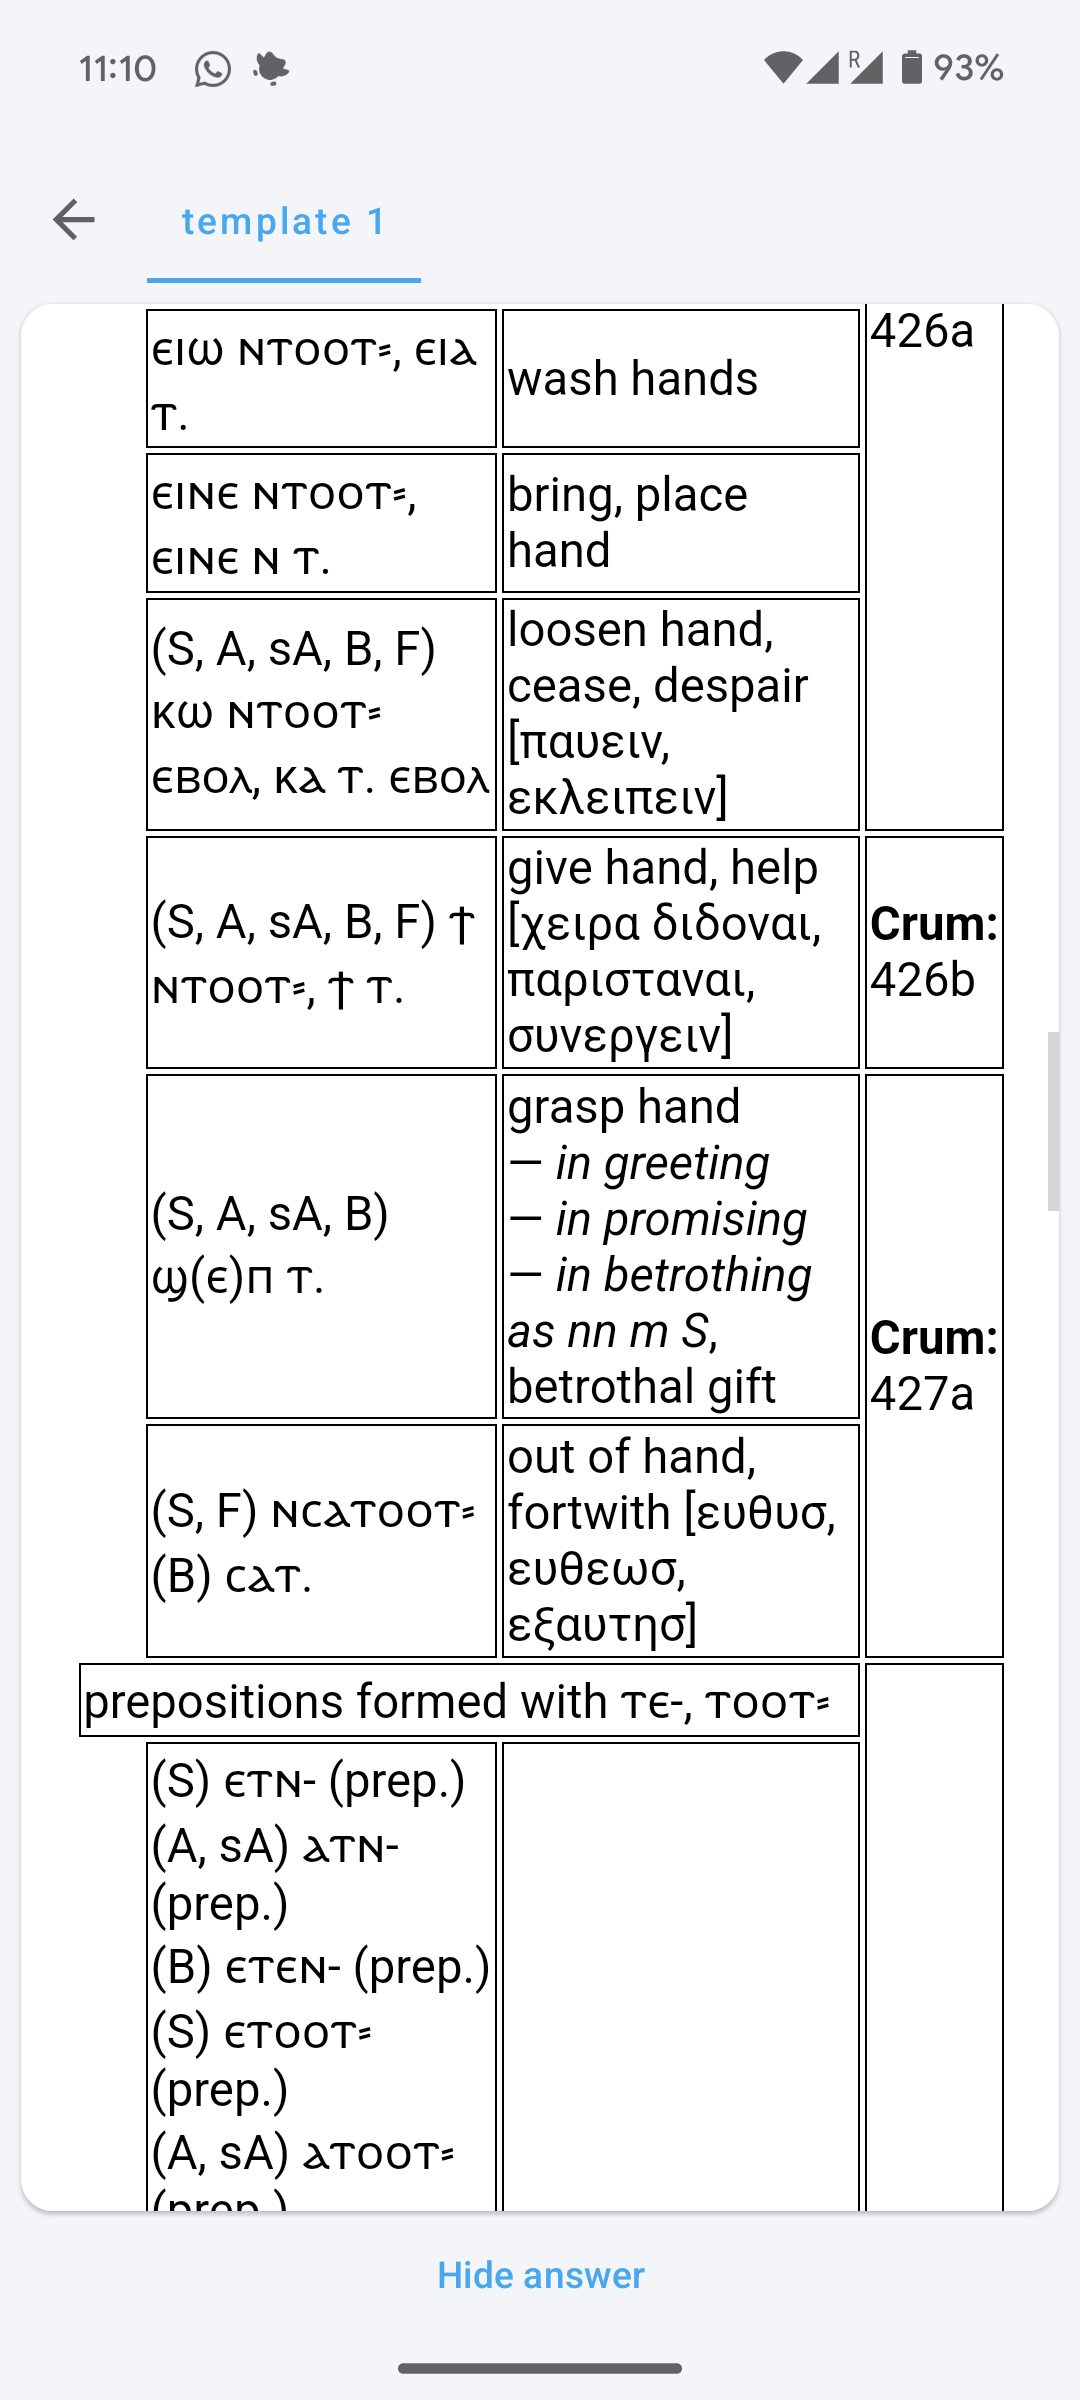 11:10
R
93%
template 1
ⲉⲓⲱ ⲛⲧⲟⲟⲧ⸗, ⲉⲓⲁ
ⲧ.
wash hands
426a
ⲉⲓⲛⲉ ⲛⲧⲟⲟⲧ⸗,
ⲉⲓⲛⲉ ⲛ ⲧ.
bring, place
hand
(S, A, sA, B, F)
ⲕⲱ ⲛⲧⲟⲟⲧ⸗
ⲉⲃⲟⲗ, ⲕⲁ ⲧ. ⲉⲃⲟⲗ
loosen hand,
cease, despair
[παυειν,
εκλειπειν]
(S, A, sA, B, F) ϯ
ⲛⲧⲟⲟⲧ⸗, ϯ ⲧ.
give hand, help
[χειρα διδοναι,
παρισταναι,
συνεργειν]
Crum:
426b
(S, A, sA, B)
ϣ(ⲉ)ⲡ ⲧ.
grasp hand
— in greeting
— in promising
— in betrothing
as nn m S,
betrothal gift
Crum:
427a
(S, F) ⲛⲥⲁⲧⲟⲟⲧ⸗
(B) ⲥⲁⲧ.
out of hand,
fortwith [ευθυσ,
ευθεωσ,
εξαυτησ]
prepositions formed with ⲧⲉ-, ⲧⲟⲟⲧ⸗
(S) ⲉⲧⲛ- (prep.)
(A, sA) ⲁⲧⲛ-
(prep.)
(B) ⲉⲧⲉⲛ- (prep.)
(S) ⲉⲧⲟⲟⲧ⸗
(prep.)
(A, sA) ⲁⲧⲟⲟⲧ⸗
(prep.)
Hide answer